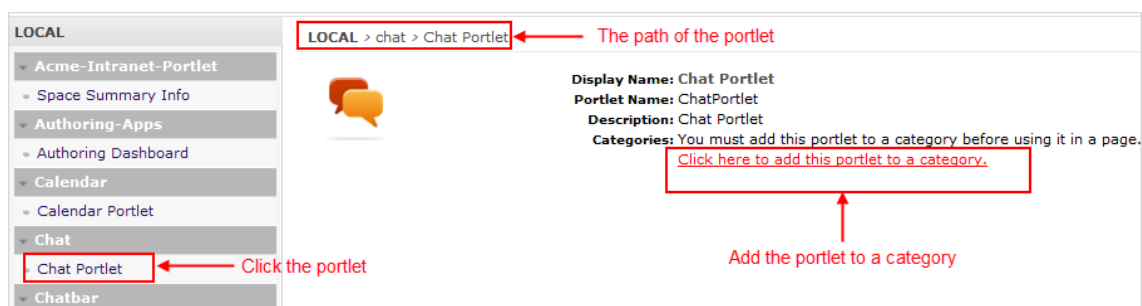 LOCAL
Acme-Intranet-Portlet
Space Summary Info
Authoring-Apps
Authoring Dashboard
Calendar
Calendar Portlet
Chat
Chat Portlet
Click the portlet
Chatbar
LOCAL > chat > Chat Portlet
The path of the portlet
Display Name: Chat Portlet
Portlet Name: ChatPortlet
Description: Chat Portlet
Categories: You must add this portlet to a category before using it in a page.
Click here to add this portlet to a category.
Add the portlet to a category